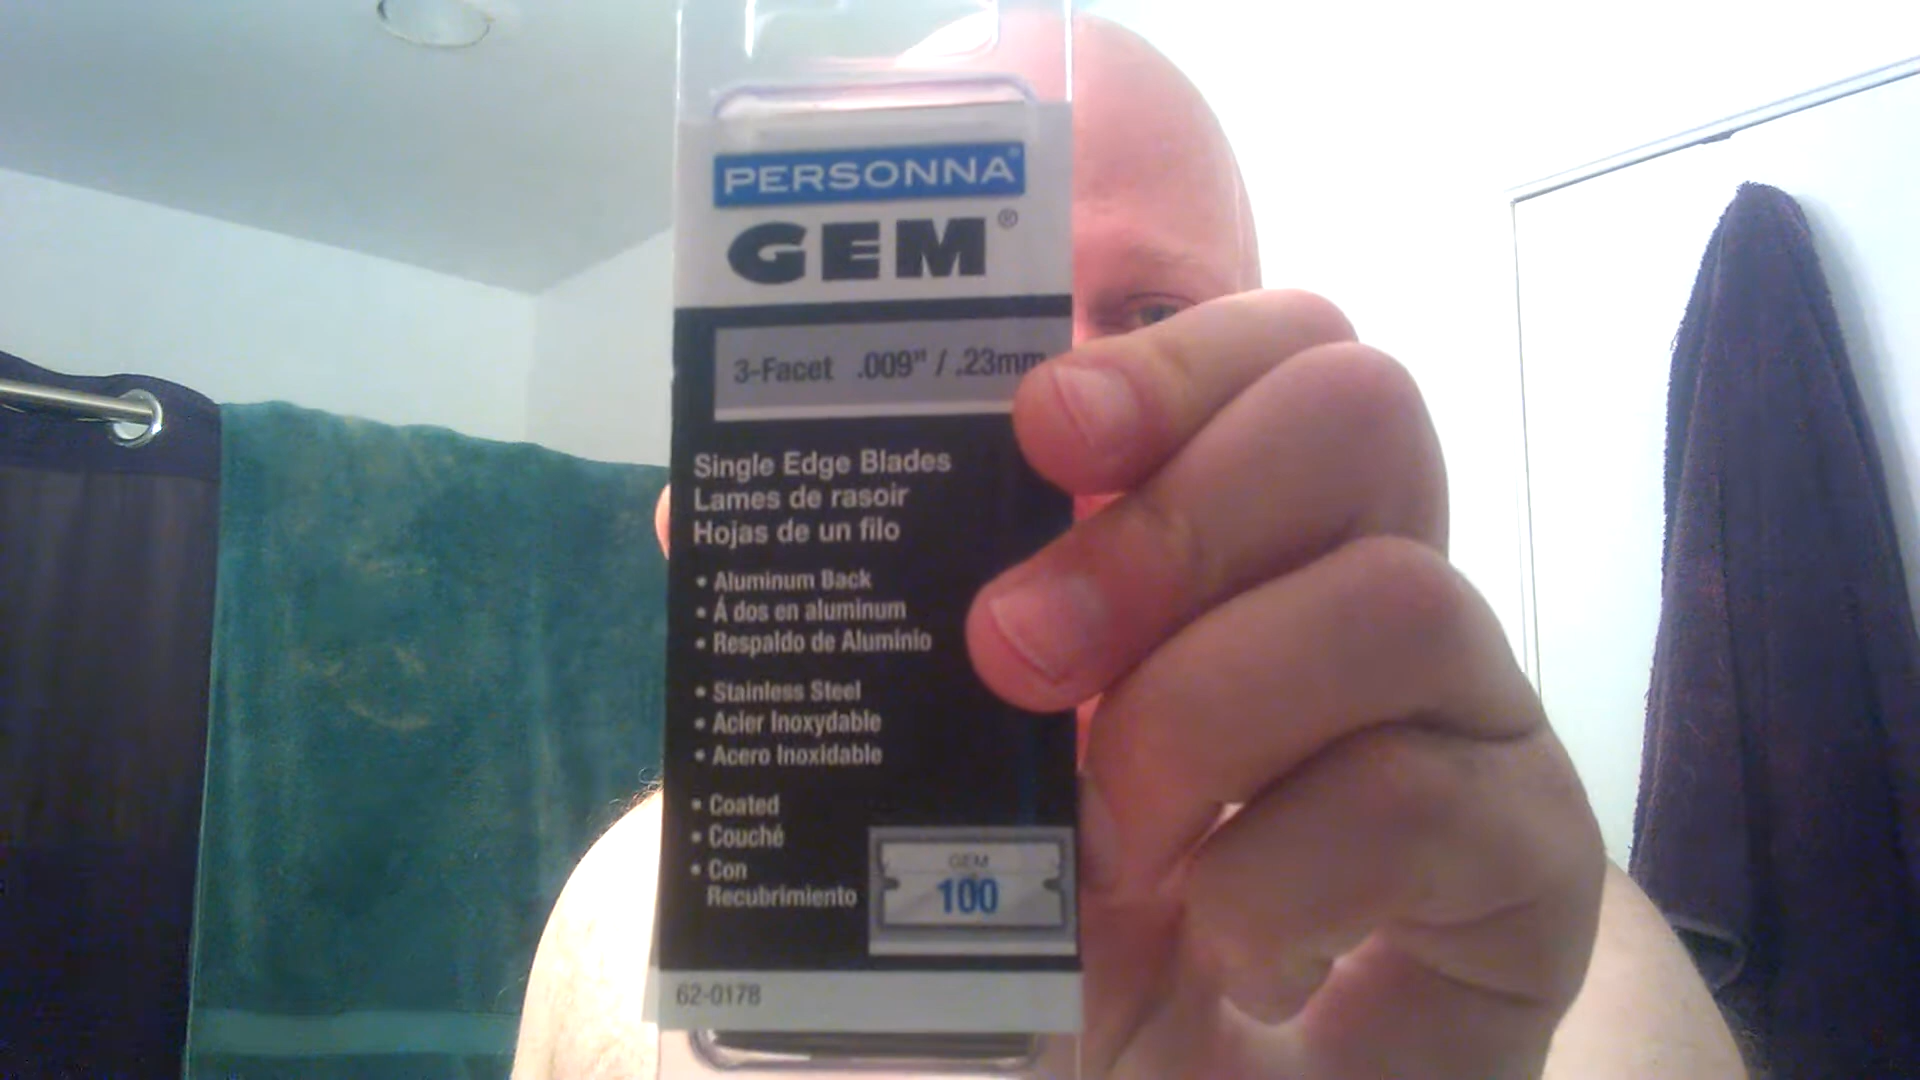 PERSONNA®
GEM®
3-Facet .009" / .23mm
Single Edge Blades
Lames de rasoir
Hojas de un filo
• Aluminum Back
• Á dos en aluminum
• Respaldo de Aluminio
• Stainless Steel
• Acier Inoxydable
• Acero Inoxidable
• Coated
• Couché
• Con
Recubrimiento
GEM
100
62-0178